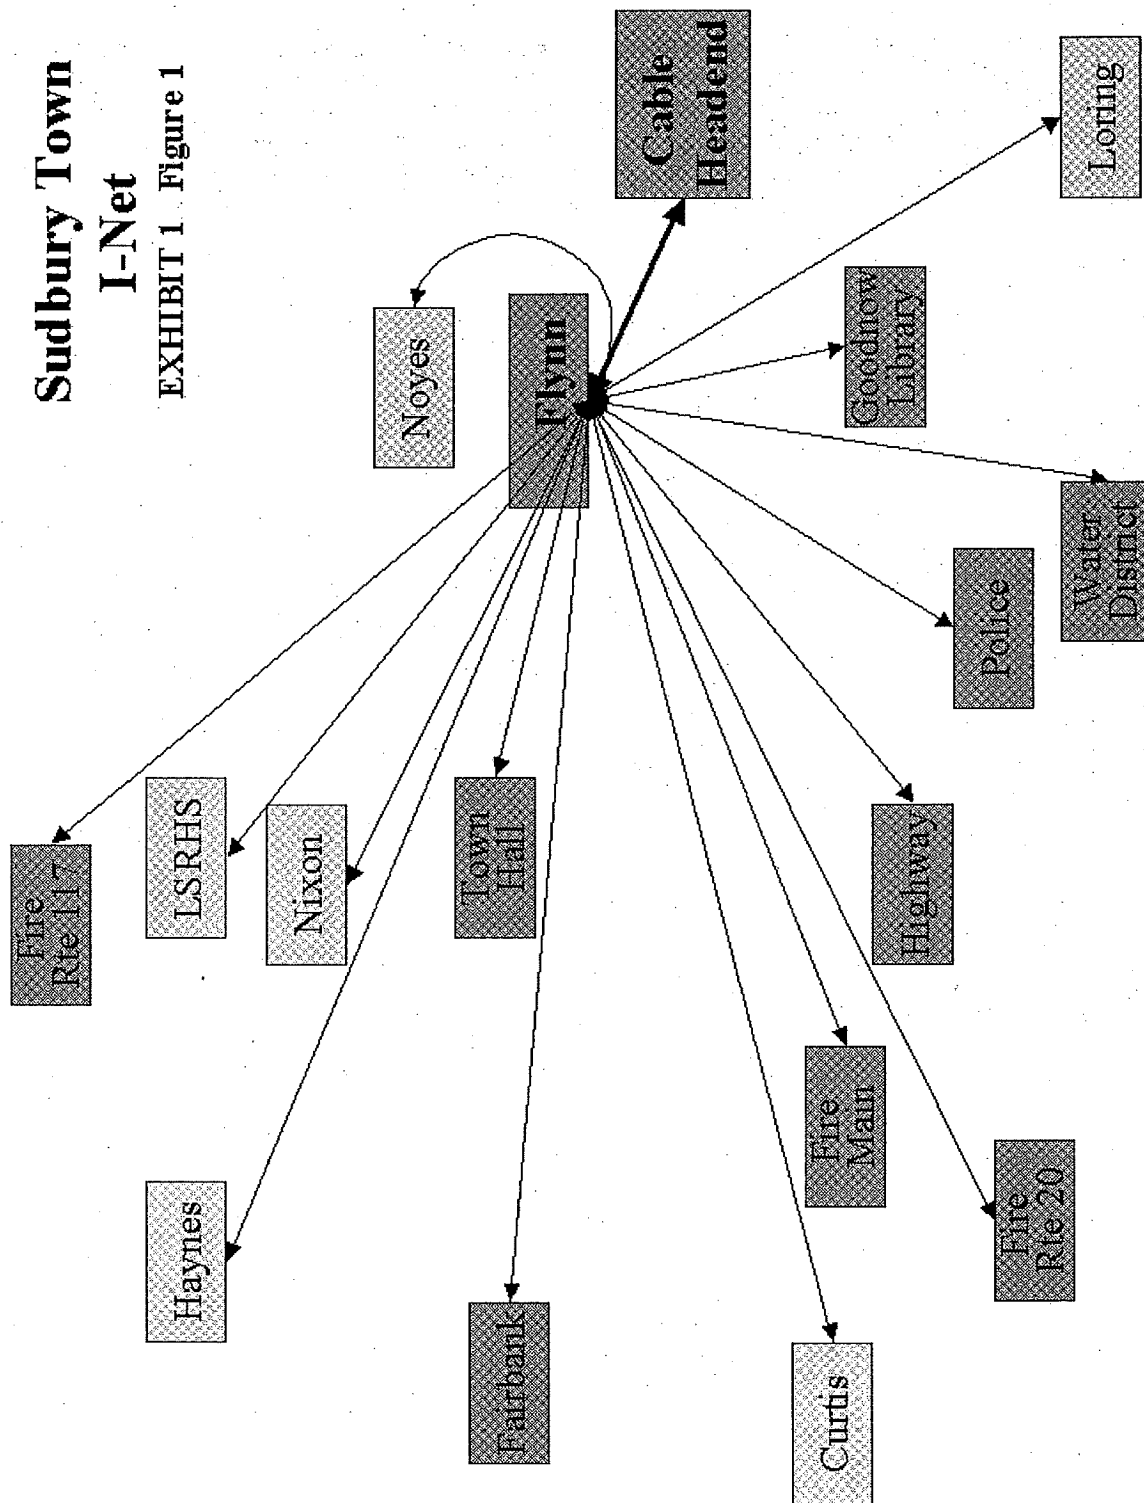 Sudbury Town
I-Net
EXHIBIT 1 Figure 1
Fire
Rte 117
LSRHS
Haynes
Nixon
Noyes
Town
Hall
Fairbank
Flynn
Cable
Headend
Curtis
Fire
Main
Highway
Goodnow
Library
Fire
Rte 20
Police
Water
District
Loring